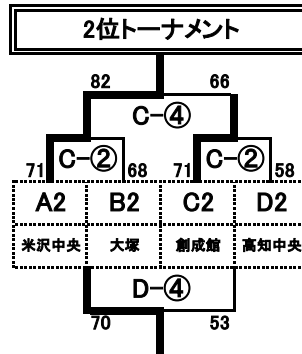 2位トーナメント
82 66
C-④
C-② C-②
71 68 71 58
A2 B2 C2 D2
米沢中央 大塚 創成館 高知中央
D-④
70 53